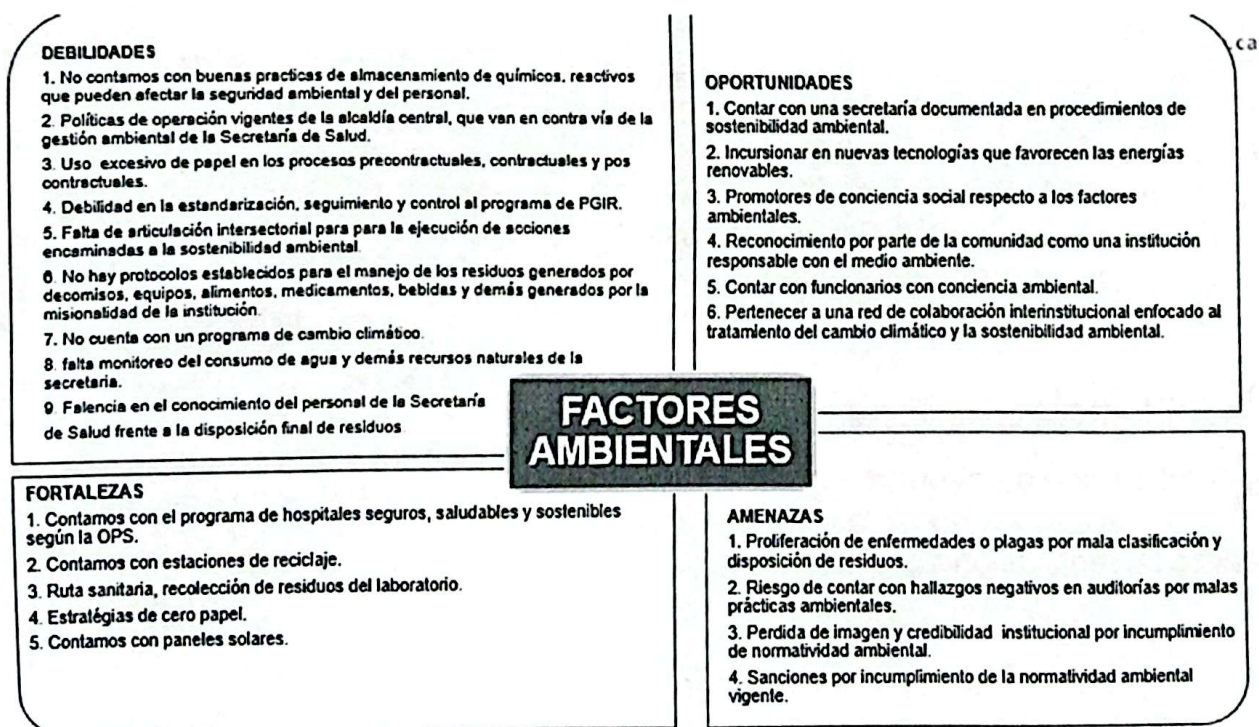 DEBILIDADES
1. No contamos con buenas practicas de almacenamiento de químicos, reactivos
que pueden afectar la seguridad ambiental y del personal.
2. Políticas de operación vigentes de la alcaldía central, que van en contra vía de la
gestión ambiental de la Secretaría de Salud.
3. Uso excesivo de papel en los procesos precontractuales, contractuales y pos
contractuales.
4. Debilidad en la estandarización, seguimiento y control al programa de PGIR.
5. Falta de articulación intersectorial para para la ejecución de acciones
encaminadas a la sostenibilidad ambiental.
6. No hay protocolos establecidos para el manejo de los residuos generados por
decomisos, equipos, alimentos, medicamentos, bebidas y demás generados por la
misionalidad de la institución.
7. No cuenta con un programa de cambio climático.
8. falta monitoreo del consumo de agua y demás recursos naturales de la
secretaria.
9. Falencia en el conocimiento del personal de la Secretaría
de Salud frente a la disposición final de residuos
ca
OPORTUNIDADES
1. Contar con una secretaría documentada en procedimientos de
sostenibilidad ambiental.
2. Incursionar en nuevas tecnologías que favorecen las energías
renovables.
3. Promotores de conciencia social respecto a los factores
ambientales.
4. Reconocimiento por parte de la comunidad como una institución
responsable con el medio ambiente.
5. Contar con funcionarios con conciencia ambiental.
6. Pertenecer a una red de colaboración interinstitucional enfocado al
tratamiento del cambio climático y la sostenibilidad ambiental.
FACTORES
AMBIENTALES
FORTALEZAS
1. Contamos con el programa de hospitales seguros, saludables y sostenibles
según la OPS.
2. Contamos con estaciones de reciclaje.
3. Ruta sanitaria, recolección de residuos del laboratorio.
4. Estratégias de cero papel.
5. Contamos con paneles solares.
AMENAZAS
1. Proliferación de enfermedades o plagas por mala clasificación y
disposición de residuos.
2. Riesgo de contar con hallazgos negativos en auditorías por malas
prácticas ambientales.
3. Perdida de imagen y credibilidad institucional por incumplimiento
de normatividad ambiental.
4. Sanciones por incumplimiento de la normatividad ambiental
vigente.